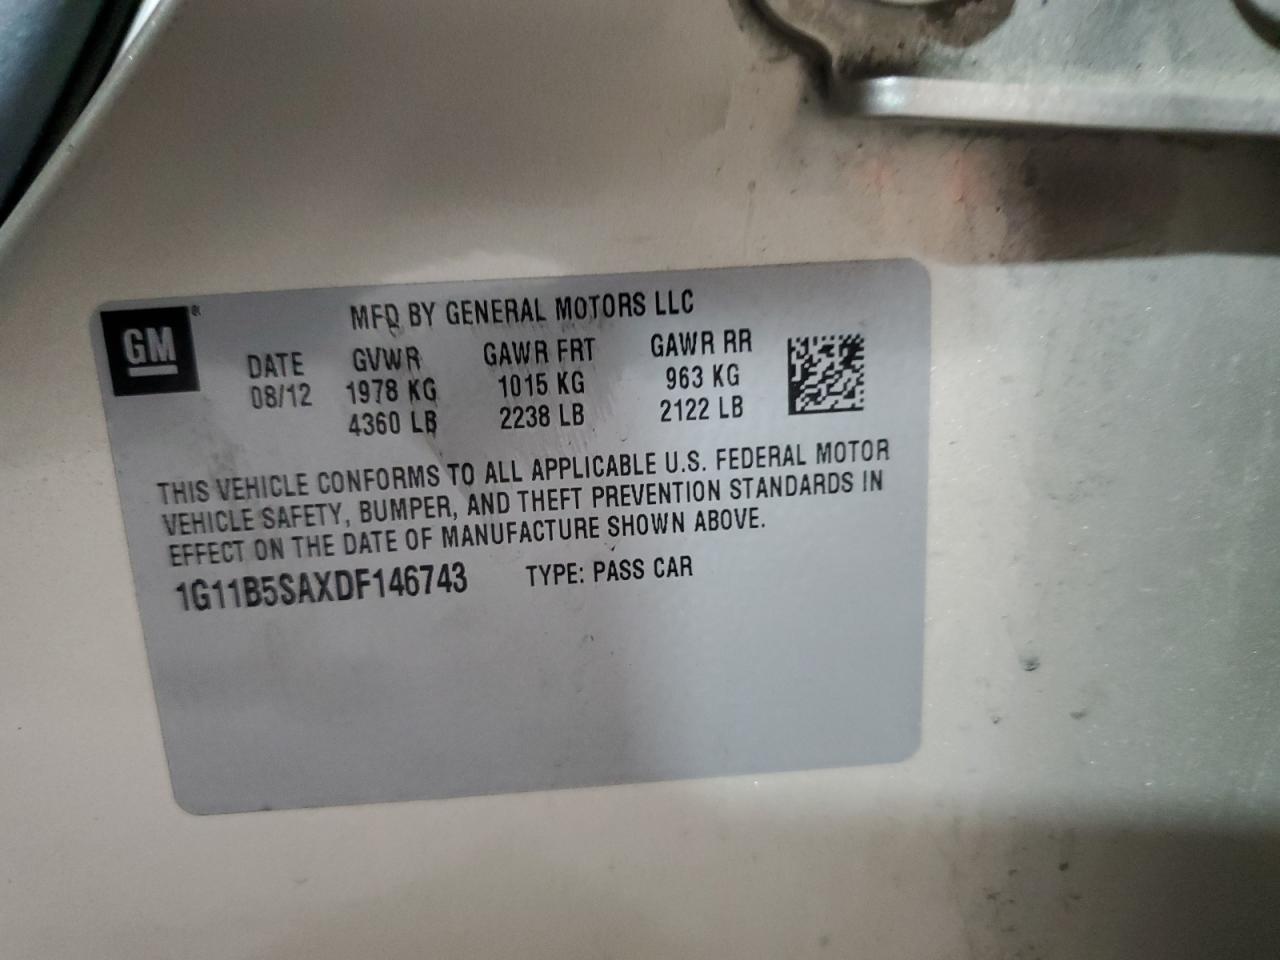 GM®
MFD BY GENERAL MOTORS LLC
DATE GVWR GAWR FRT GAWR RR
08/12 1978 KG 1015 KG 963 KG
4360 LB 2238 LB 2122 LB
THIS VEHICLE CONFORMS TO ALL APPLICABLE U.S. FEDERAL MOTOR
VEHICLE SAFETY, BUMPER, AND THEFT PREVENTION STANDARDS IN
EFFECT ON THE DATE OF MANUFACTURE SHOWN ABOVE.
1G11B5SAXDF146743 TYPE: PASS CAR